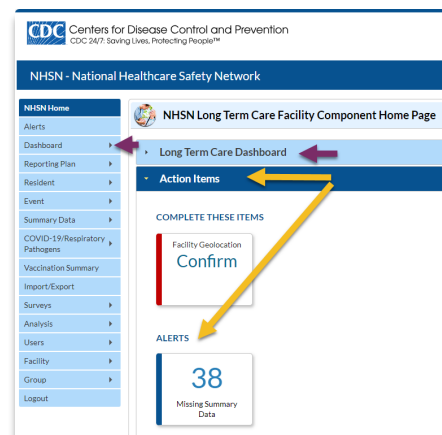 CDC
Centers for Disease Control and Prevention
CDC 24/7: Saving Lives, Protecting People™
NHSN - National Healthcare Safety Network
NHSN Home
Alerts
Dashboard
Reporting Plan
Resident
Event
Summary Data
COVID-19/Respiratory
Pathogens
Vaccination Summary
Import/Export
Surveys
Analysis
Users
Facility
Group
Logout
NHSN Long Term Care Facility Component Home Page
Long Term Care Dashboard
Action Items
COMPLETE THESE ITEMS
Facility Geolocation
Confirm
ALERTS
38
Missing Summary
Data